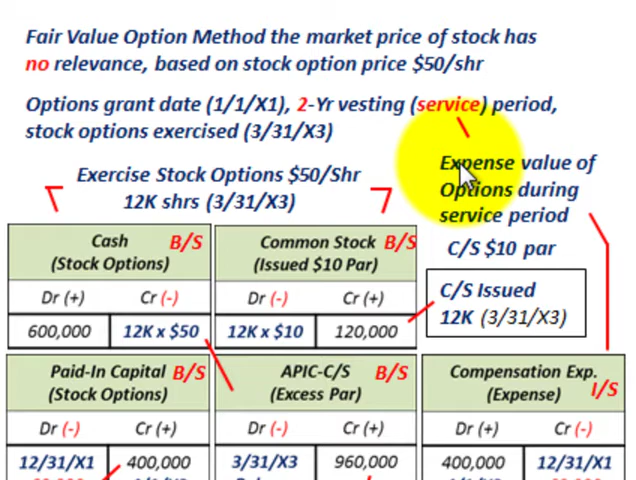 Fair Value Option Method the market price of stock has
no relevance, based on stock option price $50/shr
Options grant date (1/1/X1), 2-Yr vesting (service) period,
stock options exercised (3/31/X3)
Exercise Stock Options $50/Shr
12K shrs (3/31/X3)
Expense value of
Options during
service period
C/S $10 par
C/S Issued
12K (3/31/X3)
Cash B/S
(Stock Options)
Dr (+) Cr (-)
600,000 12K x $50
Common Stock B/S
(Issued $10 Par)
Dr (-) Cr (+)
12K x $10 120,000
Paid-In Capital B/S
(Stock Options)
Dr (-) Cr (+)
12/31/X1 400,000
APIC-C/S B/S
(Excess Par)
Dr (-) Cr (+)
3/31/X3 960,000
Compensation Exp.
(Expense) I/S
Dr (+) Cr (-)
400,000 12/31/X1